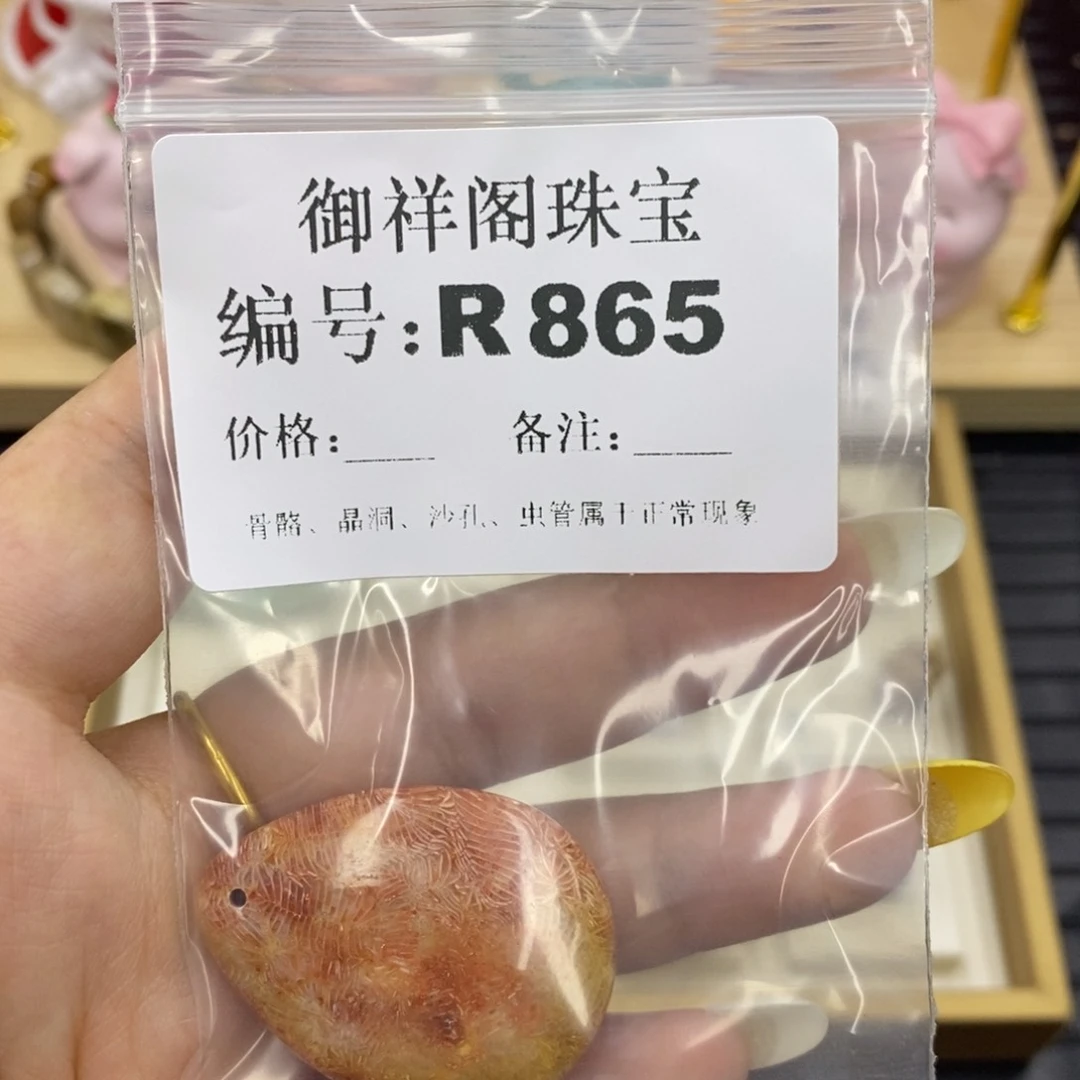 御祥阁珠宝
编号:R865
价格:____ 备注:____
骨骼、晶洞、沙孔、虫管属于正常现象